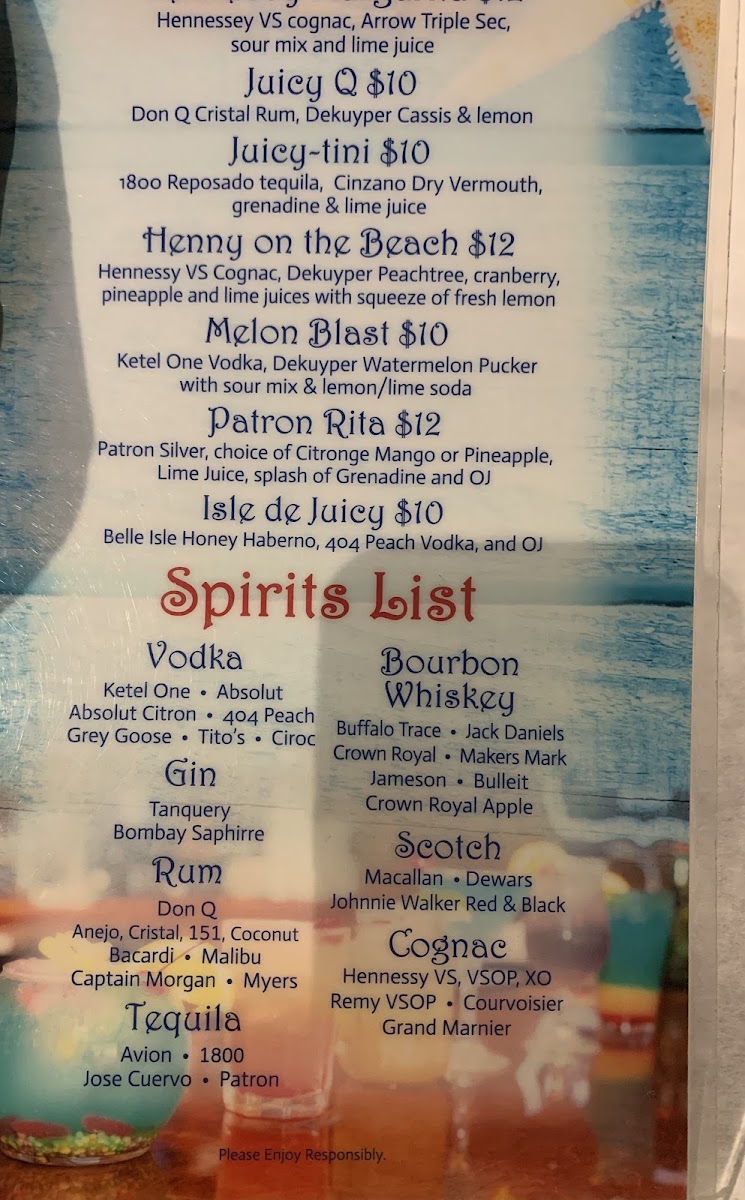 Hennessey VS cognac, Arrow Triple Sec,
sour mix and lime juice
Juicy Q $10
Don Q Cristal Rum, Dekuyper Cassis & lemon
Juicy-tini $10
1800 Reposado tequila, Cinzano Dry Vermouth,
grenadine & lime juice
Henny on the Beach $12
Hennessy VS Cognac, Dekuyper Peachtree, cranberry,
pineapple and lime juices with squeeze of fresh lemon
Melon Blast $10
Ketel One Vodka, Dekuyper Watermelon Pucker
with sour mix & lemon/lime soda
Patron Rita $12
Patron Silver, choice of Citronge Mango or Pineapple,
Lime Juice, splash of Grenadine and OJ
Isle de Juicy $10
Belle Isle Honey Haberno, 404 Peach Vodka, and OJ
Spirits List
Vodka
Ketel One • Absolut
Absolut Citron • 404 Peach
Grey Goose • Tito's • Ciroc
Gin
Tanquery
Bombay Saphirre
Rum
Don Q
Anejo, Cristal, 151, Coconut
Bacardi • Malibu
Captain Morgan • Myers
Tequila
Avion • 1800
Jose Cuervo • Patron
Bourbon
Whiskey
Buffalo Trace • Jack Daniels
Crown Royal • Makers Mark
Jameson • Bulleit
Crown Royal Apple
Scotch
Macallan • Dewars
Johnnie Walker Red & Black
Cognac
Hennessy VS, VSOP, XO
Remy VSOP • Courvoisier
Grand Marnier
Please Enjoy Responsibly.